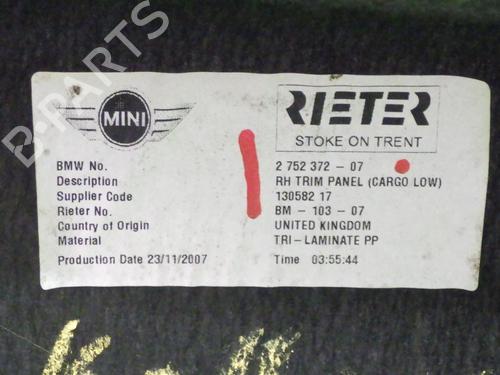 B-PARTS
MINI
RIETER
STOKE ON TRENT
BMW No. 2 752 372 - 07
Description RH TRIM PANEL (CARGO LOW)
Supplier Code 130582 17
Rieter No. BM - 103 - 07
Country of Origin UNITED KINGDOM
Material TRI-LAMINATE PP
Production Date 23/11/2007 Time 03:55:44